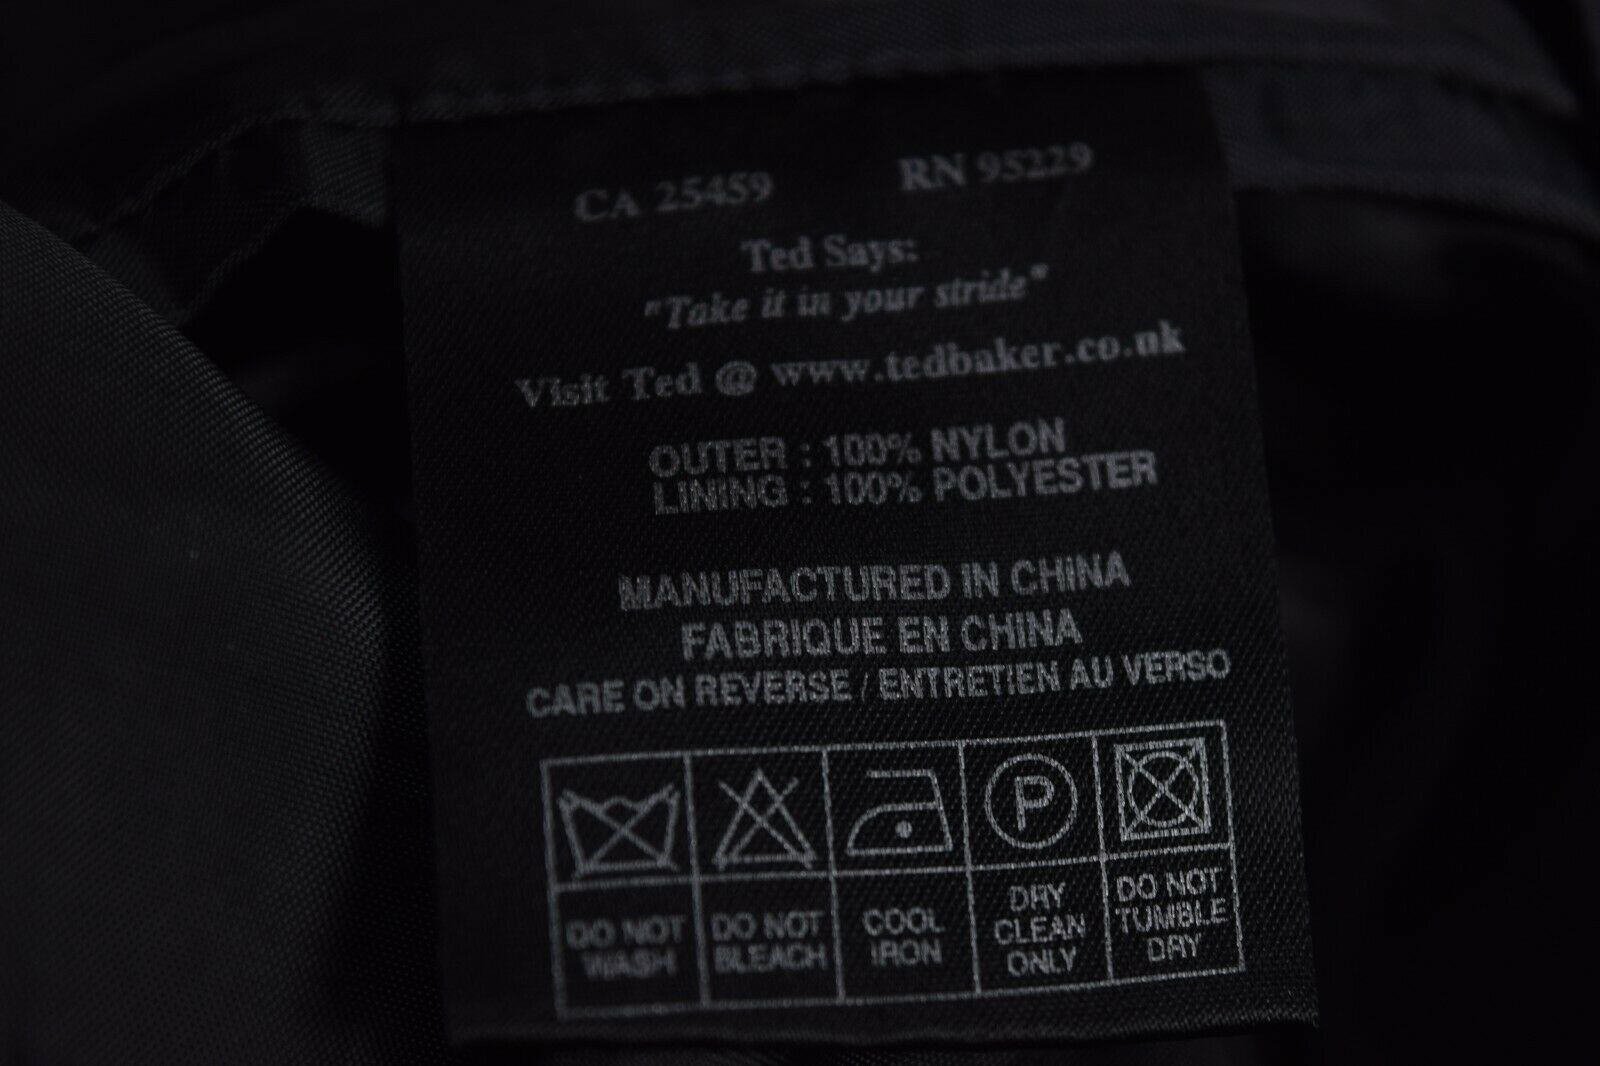 CA 25459 RN 95229
Ted Says:
"Take it in your stride"
Visit Ted @ www.tedbaker.co.uk
OUTER : 100% NYLON
LINING : 100% POLYESTER
MANUFACTURED IN CHINA
FABRIQUE EN CHINA
CARE ON REVERSE / ENTRETIEN AU VERSO
P
DO NOT WASH
DO NOT BLEACH
COOL IRON
DRY CLEAN ONLY
DO NOT TUMBLE DRY